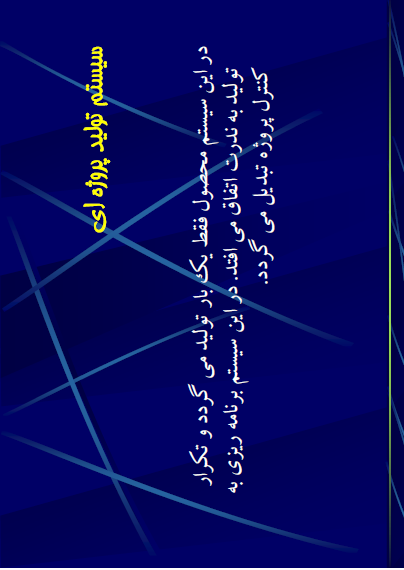 سیستم تولید پروژه ای
در این سیستم محصول فقط یک بار تولید می گردد و تکرار
تولید به ندرت اتفاق می افتد. در این سیستم برنامه ریزی به
کنترل پروژه تبدیل می گردد.